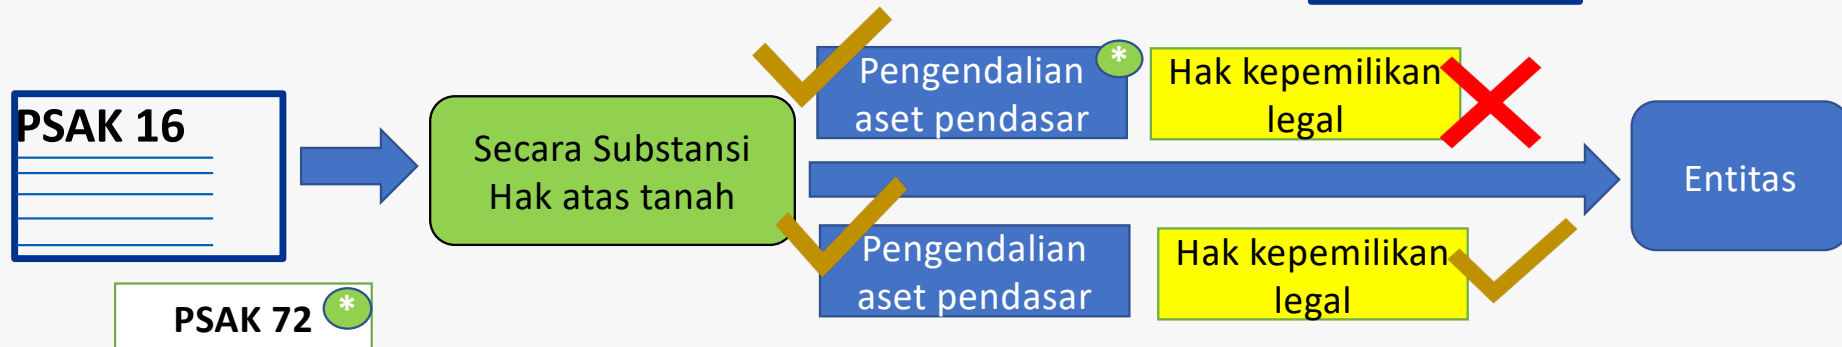 PSAK 16
Secara Substansi
Hak atas tanah
Pengendalian *
aset pendasar
Hak kepemilikan
legal
Pengendalian
aset pendasar
Hak kepemilikan
legal
Entitas
PSAK 72 *